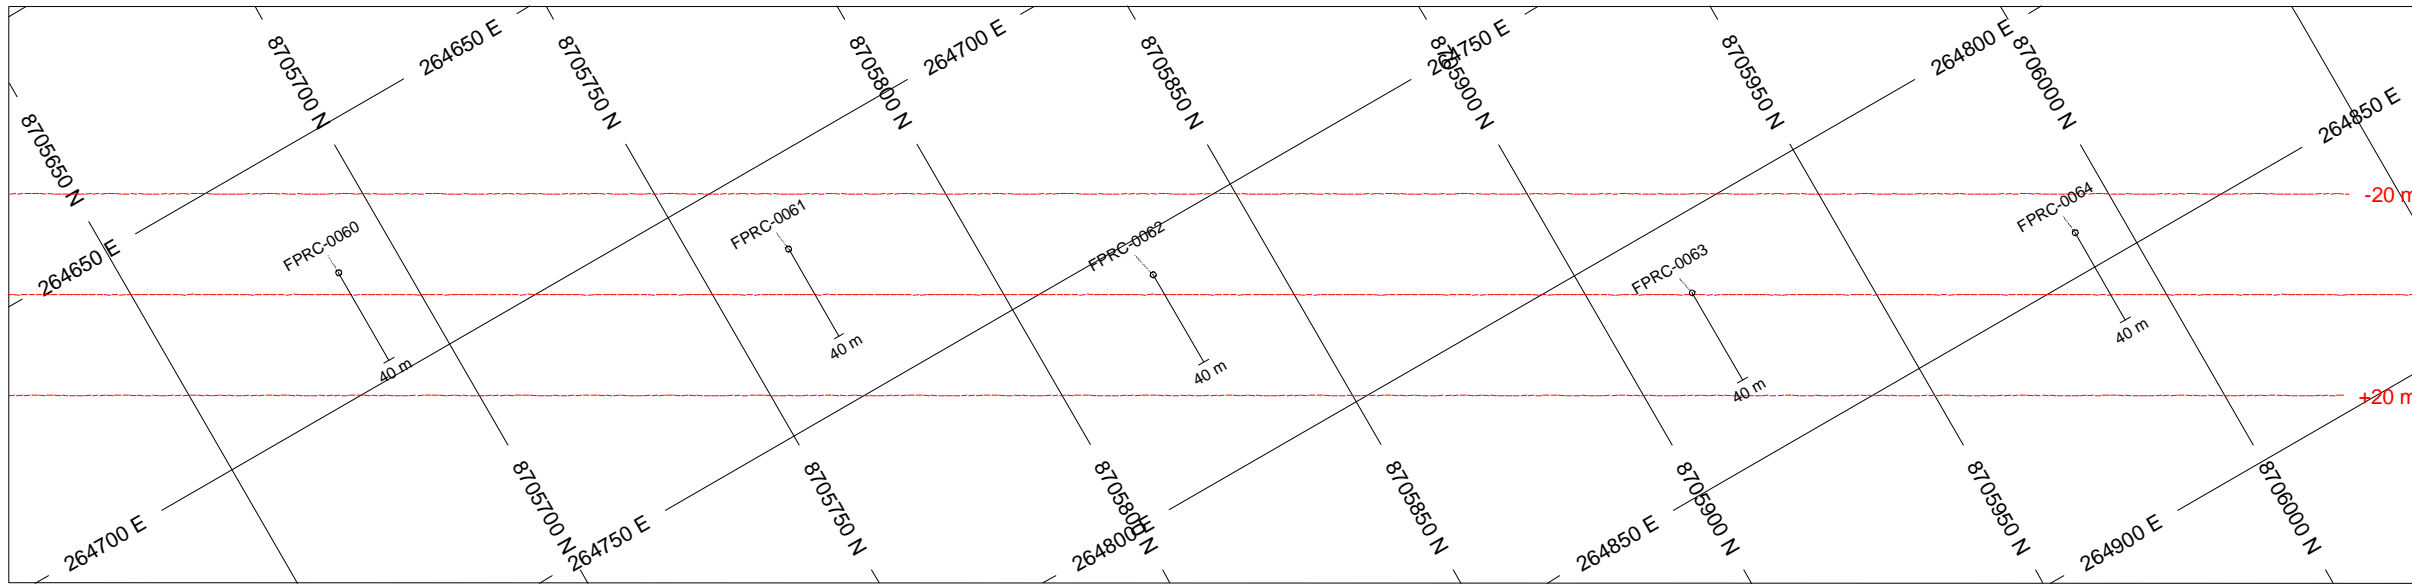 264650 E
264700 E
264750 E
264800 E
264850 E
8705650 N
8705700 N
8705750 N
8705800 N
8705850 N
8705900 N
8705950 N
8706000 N
-20 m
FPRC-0060
FPRC-0061
FPRC-0062
FPRC-0063
FPRC-0064
264650 E
40 m
40 m
40 m
40 m
40 m
+20 m
264700 E
8705700 N
264750 E
8705750 N
264800 E
8705800 N
8705850 N
264850 E
8705900 N
8705950 N
264900 E
8706000 N